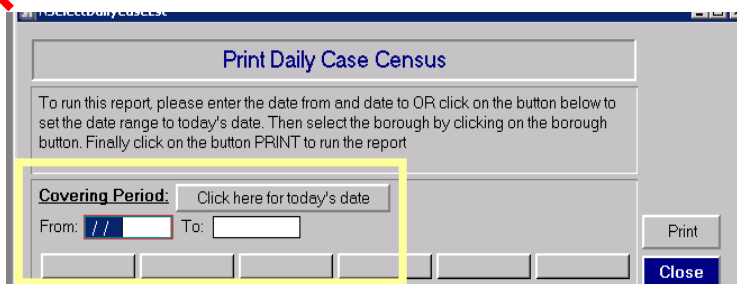 RSelectDailyCaseLst
Print Daily Case Census
To run this report, please enter the date from and date to OR click on the button below to
set the date range to today's date. Then select the borough by clicking on the borough
button. Finally click on the button PRINT to run the report
Covering Period: Click here for today's date
From: / / To:
Print
Close